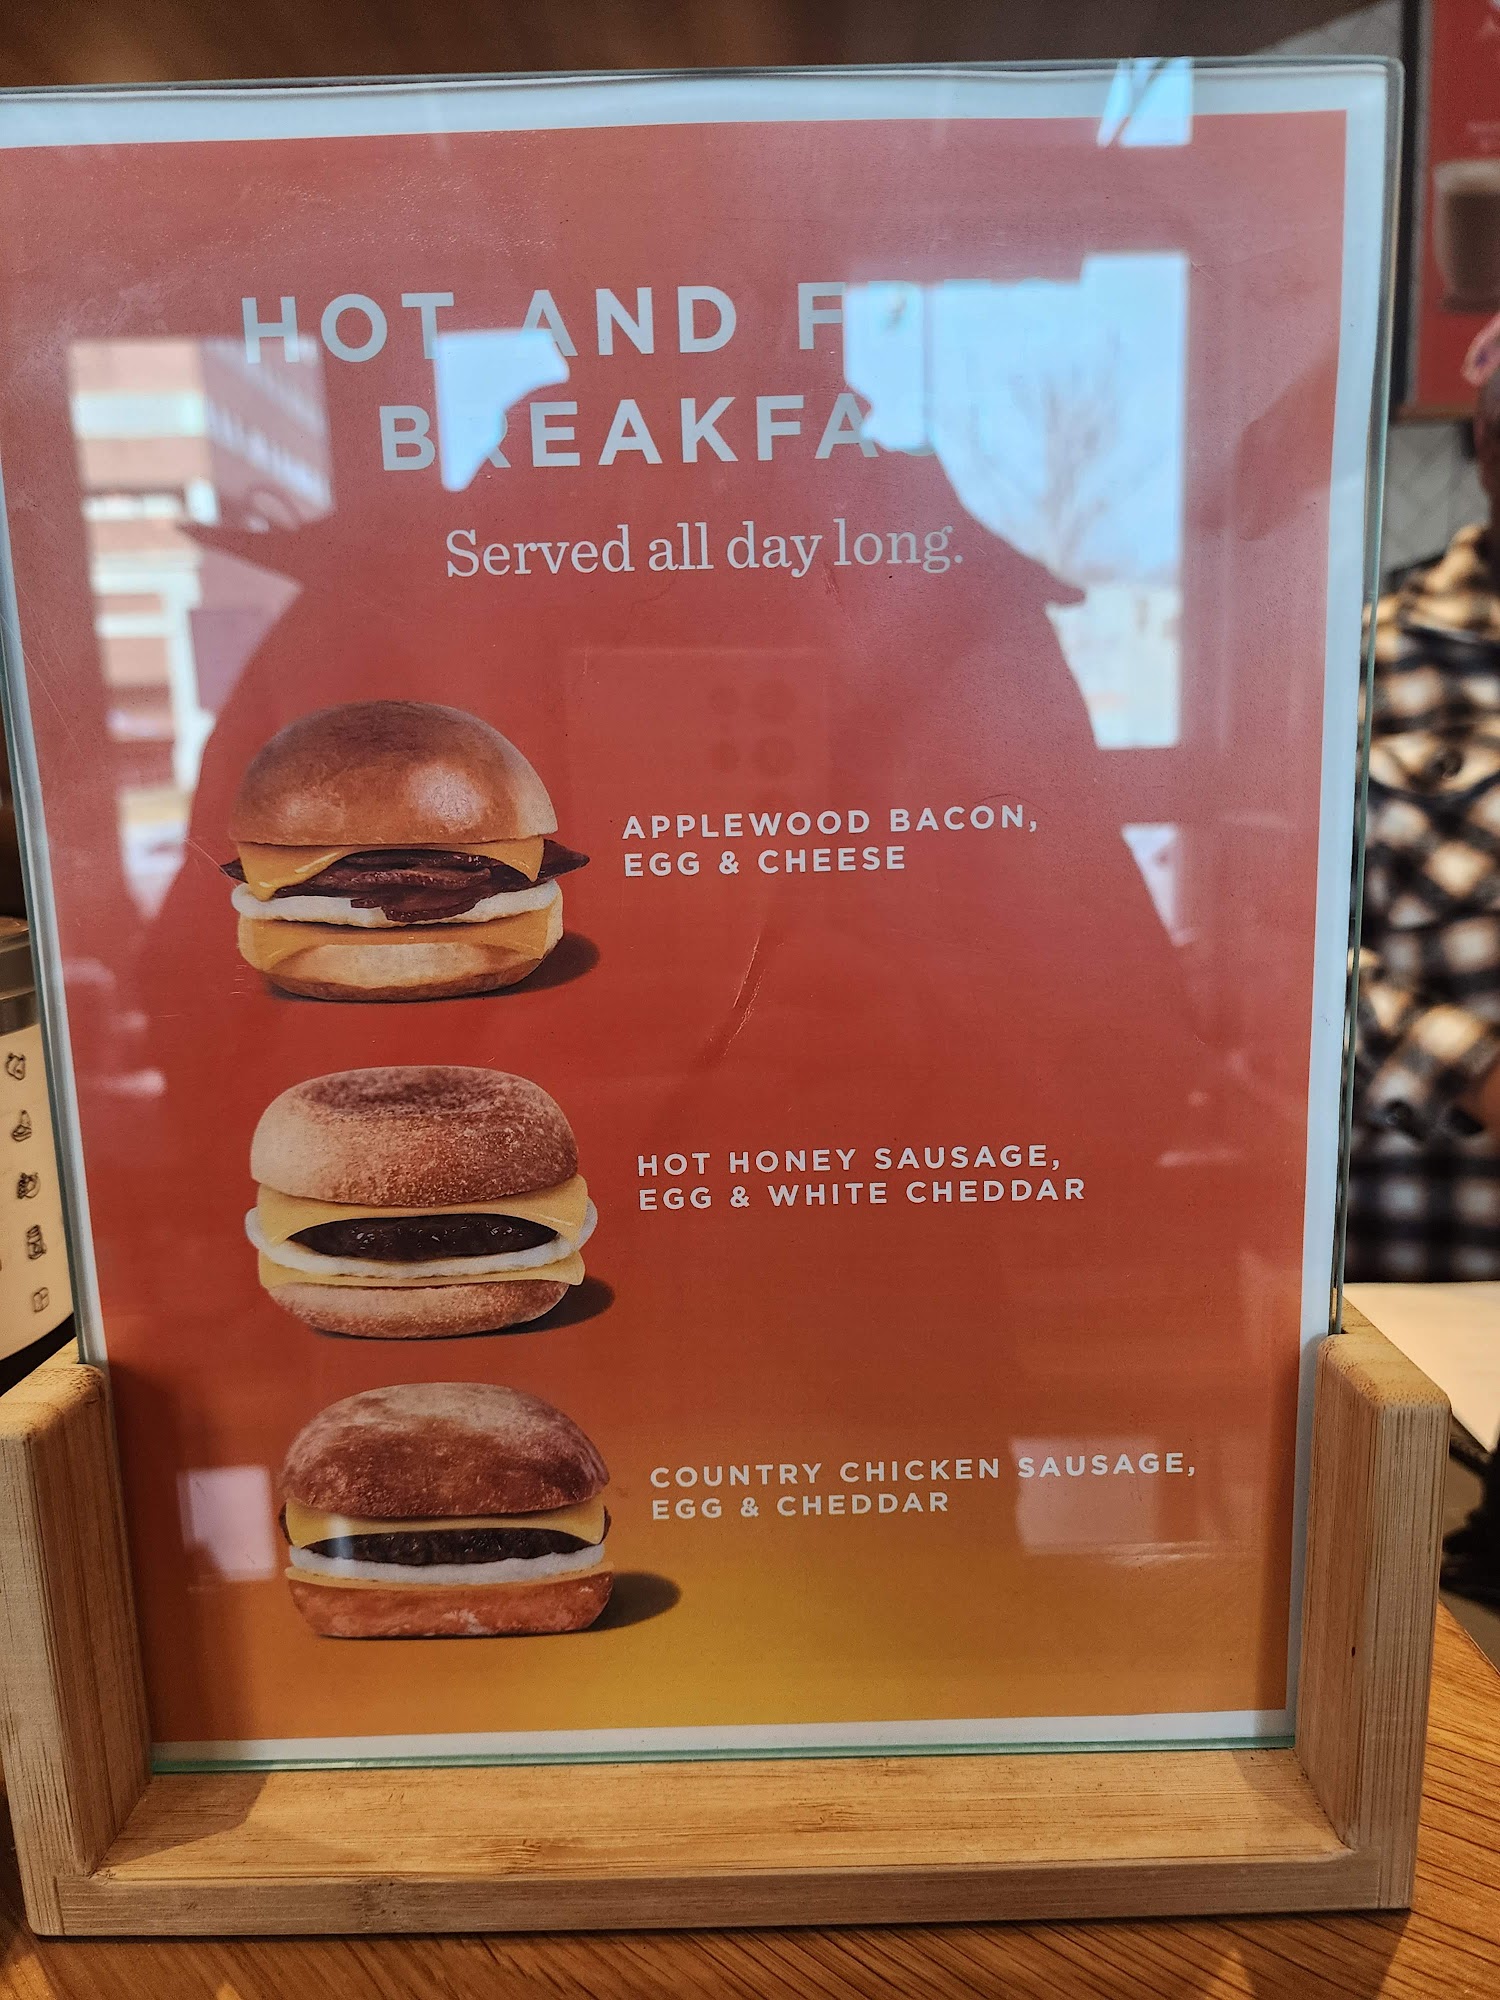 HOT AND
BREAKFAS
Served all day long.
APPLEWOOD BACON,
EGG & CHEESE
HOT HONEY SAUSAGE,
EGG & WHITE CHEDDAR
COUNTRY CHICKEN SAUSAGE,
EGG & CHEDDAR